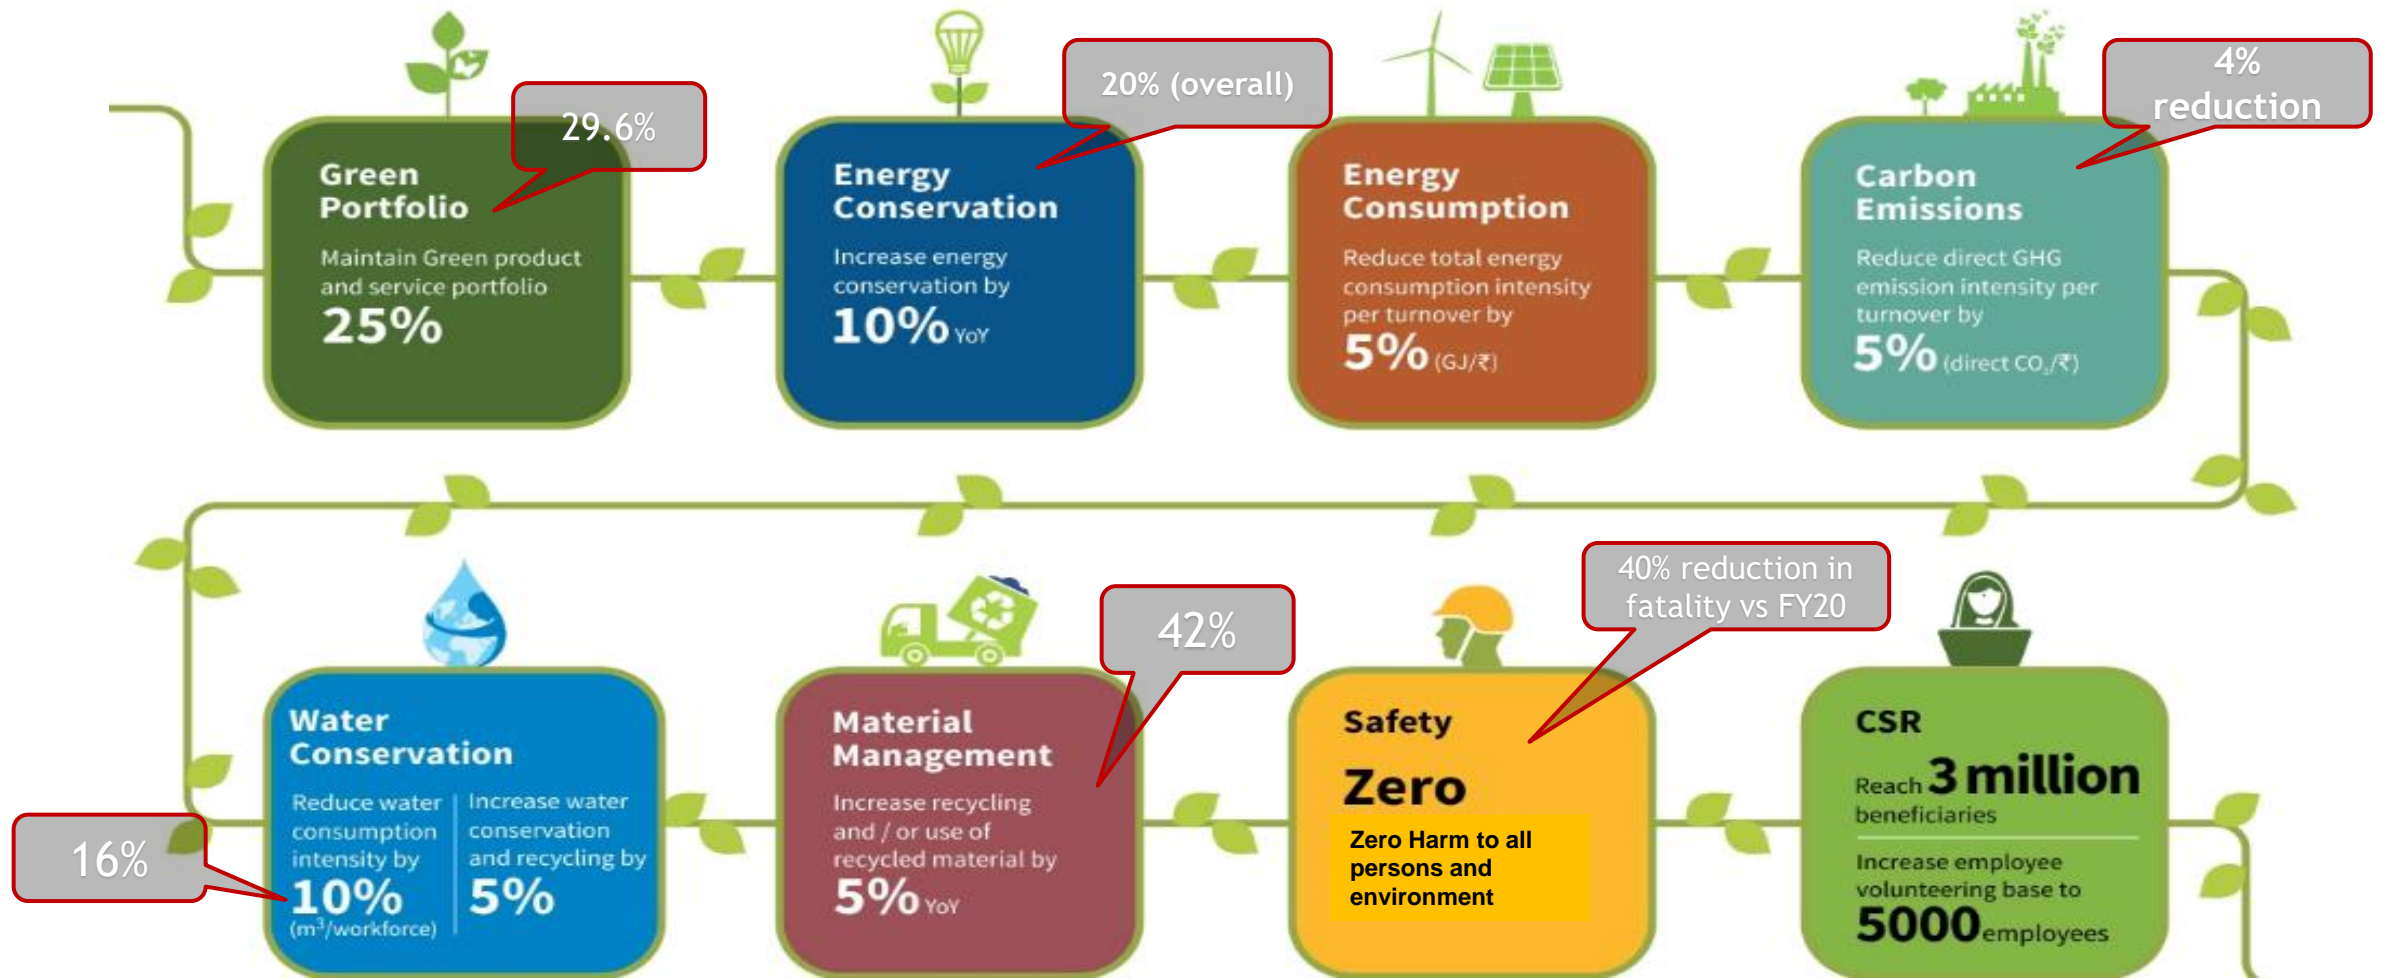 29.6%
Green
Portfolio
Maintain Green product
and service portfolio
25%
20% (overall)
Energy
Conservation
Increase energy
conservation by
10% YoY
Energy
Consumption
Reduce total energy
consumption intensity
per turnover by
5% (GJ/₹)
4%
reduction
Carbon
Emissions
Reduce direct GHG
emission intensity per
turnover by
5% (direct CO₂/₹)
16%
Water
Conservation
Reduce water
consumption
intensity by
10%
(m³/workforce)
Increase water
conservation
and recycling by
5%
42%
Material
Management
Increase recycling
and / or use of
recycled material by
5% YoY
40% reduction in
fatality vs FY20
Safety
Zero
Zero Harm to all
persons and
environment
CSR
Reach 3 million
beneficiaries
Increase employee
volunteering base to
5000 employees